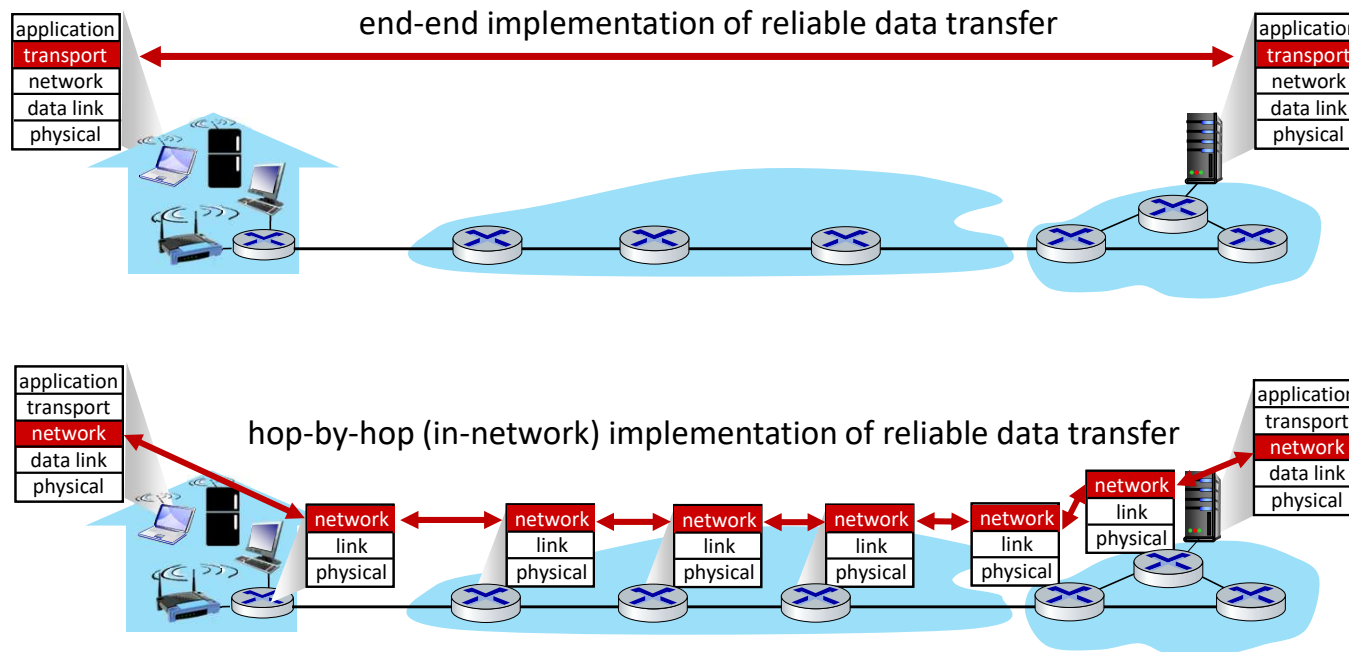 end-end implementation of reliable data transfer
application
transport
network
data link
physical
application
transport
network
data link
physical
hop-by-hop (in-network) implementation of reliable data transfer
application
transport
network
data link
physical
network
link
physical
network
link
physical
network
link
physical
network
link
physical
network
link
physical
network
link
physical
application
transport
network
data link
physical